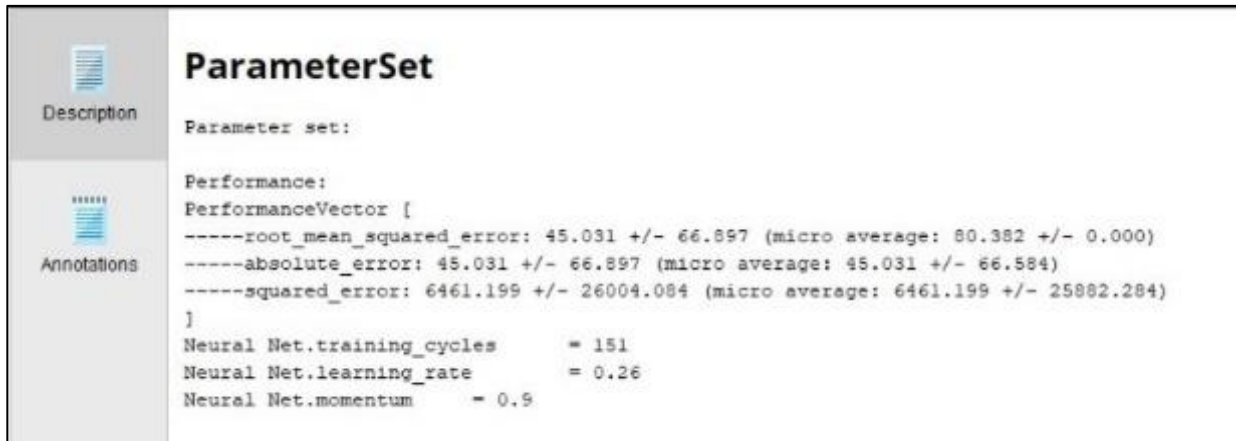 Description
Annotations
ParameterSet
Parameter set:
Performance:
PerformanceVector [
-----root_mean_squared_error: 45.031 +/- 66.897 (micro average: 80.382 +/- 0.000)
-----absolute_error: 45.031 +/- 66.897 (micro average: 45.031 +/- 66.584)
-----squared_error: 6461.199 +/- 26004.084 (micro average: 6461.199 +/- 25882.284)
]
Neural Net.training_cycles = 151
Neural Net.learning_rate = 0.26
Neural Net.momentum = 0.9